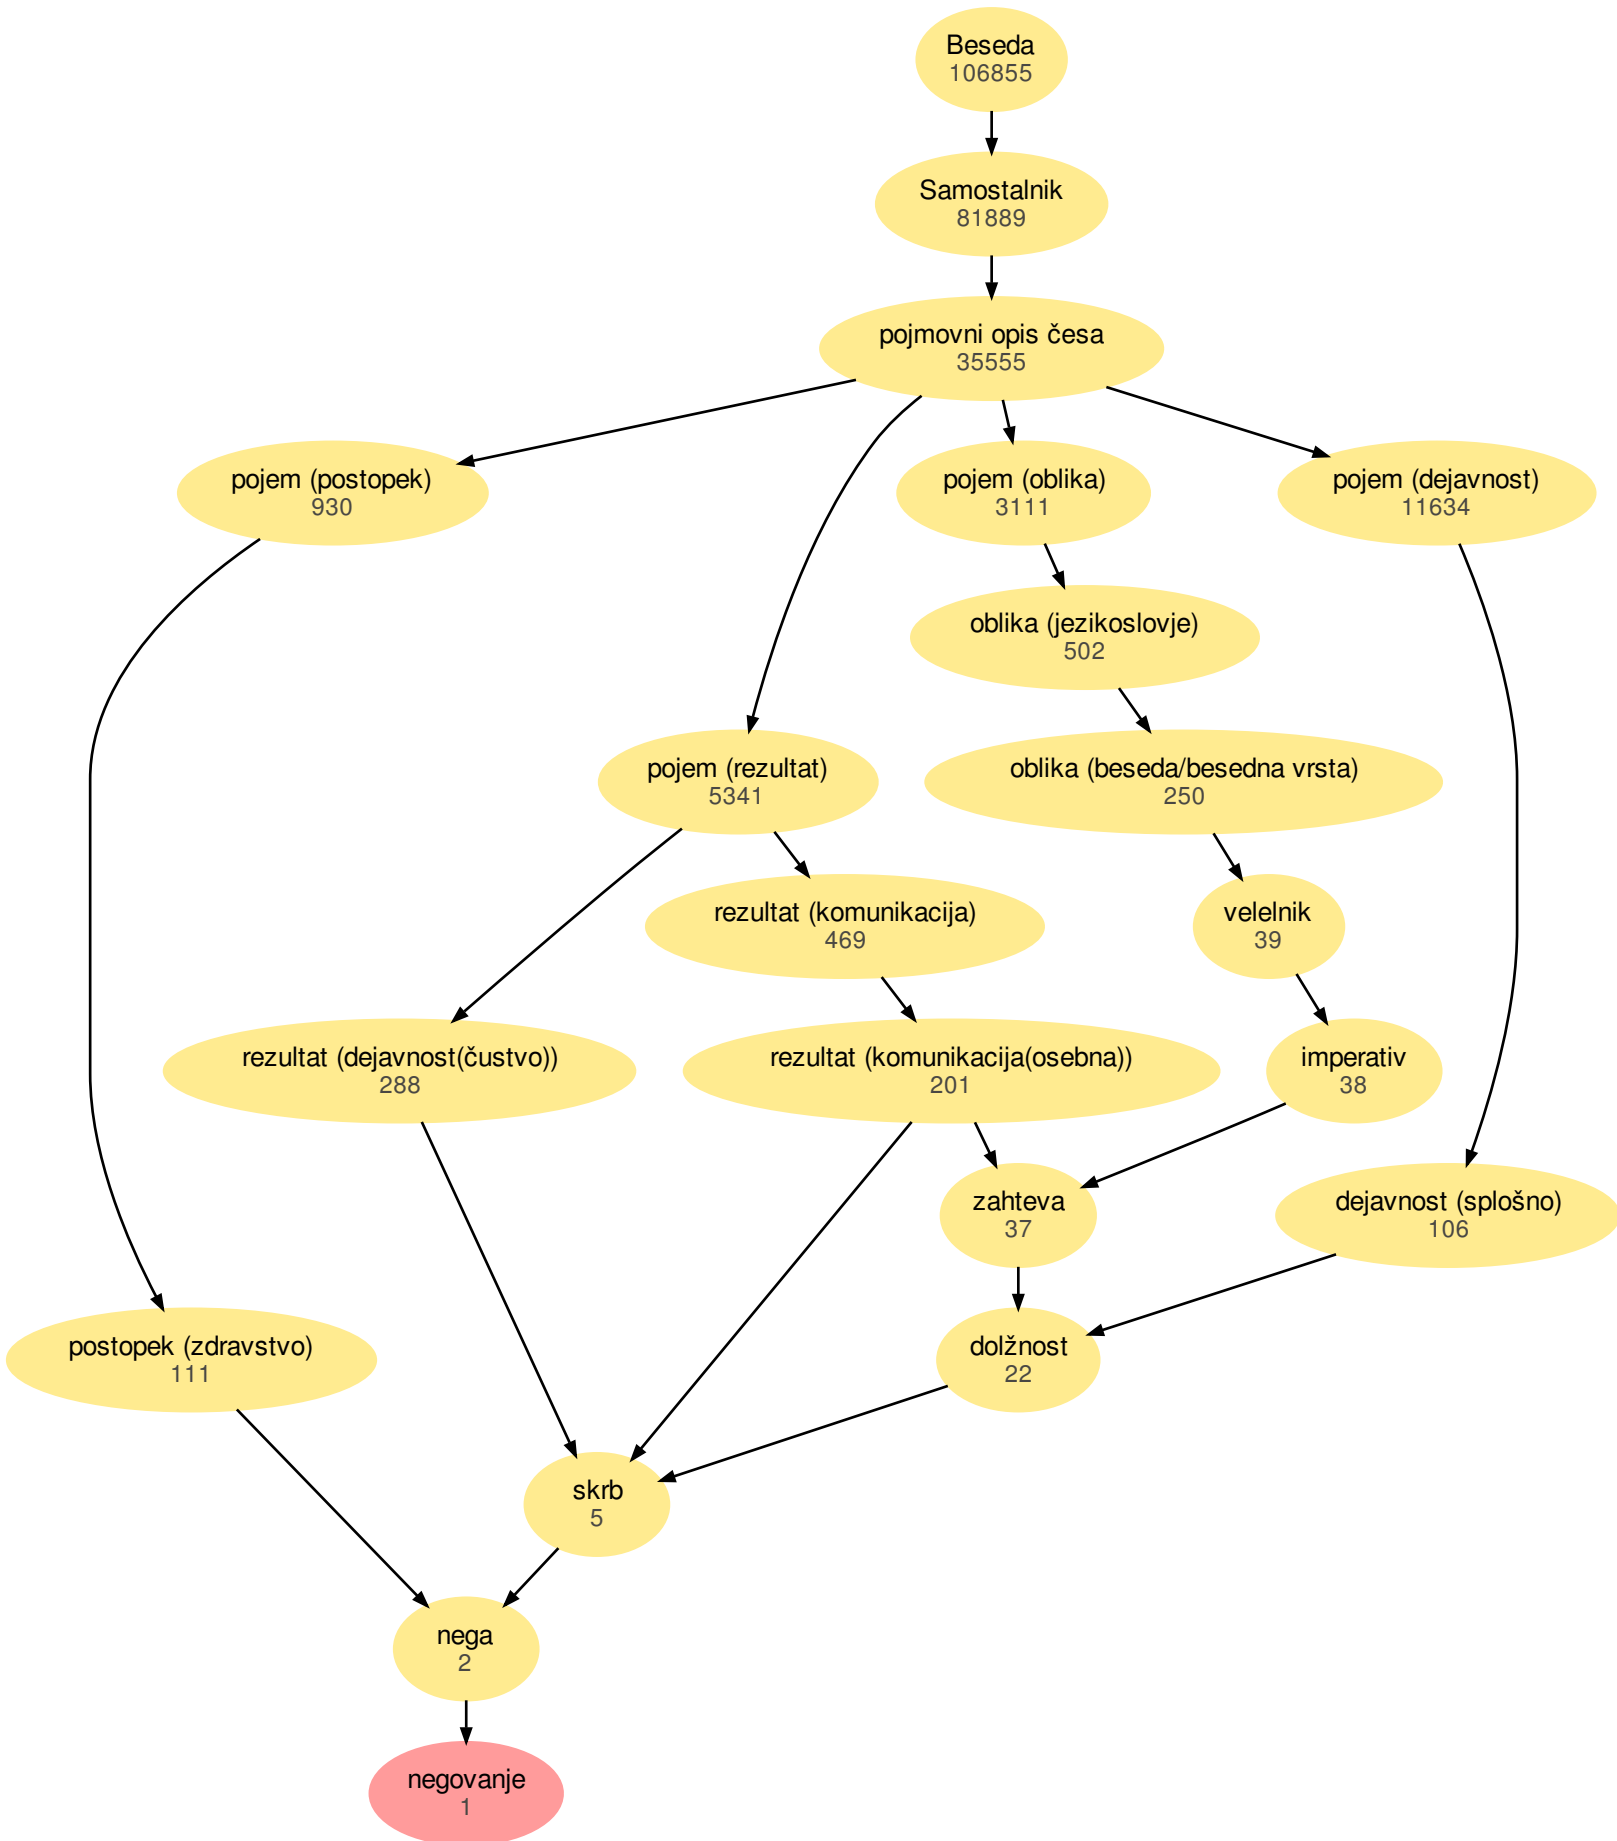 Beseda
106855
Samostalnik
81889
pojmovni opis česa
35555
pojem (postopek)
930
pojem (oblika)
3111
pojem (dejavnost)
11634
oblika (jezikoslovje)
502
pojem (rezultat)
5341
oblika (beseda/besedna vrsta)
250
rezultat (komunikacija)
469
velelnik
39
rezultat (dejavnost(čustvo))
288
rezultat (komunikacija(osebna))
201
imperativ
38
zahteva
37
dejavnost (splošno)
106
postopek (zdravstvo)
111
dolžnost
22
skrb
5
nega
2
negovanje
1